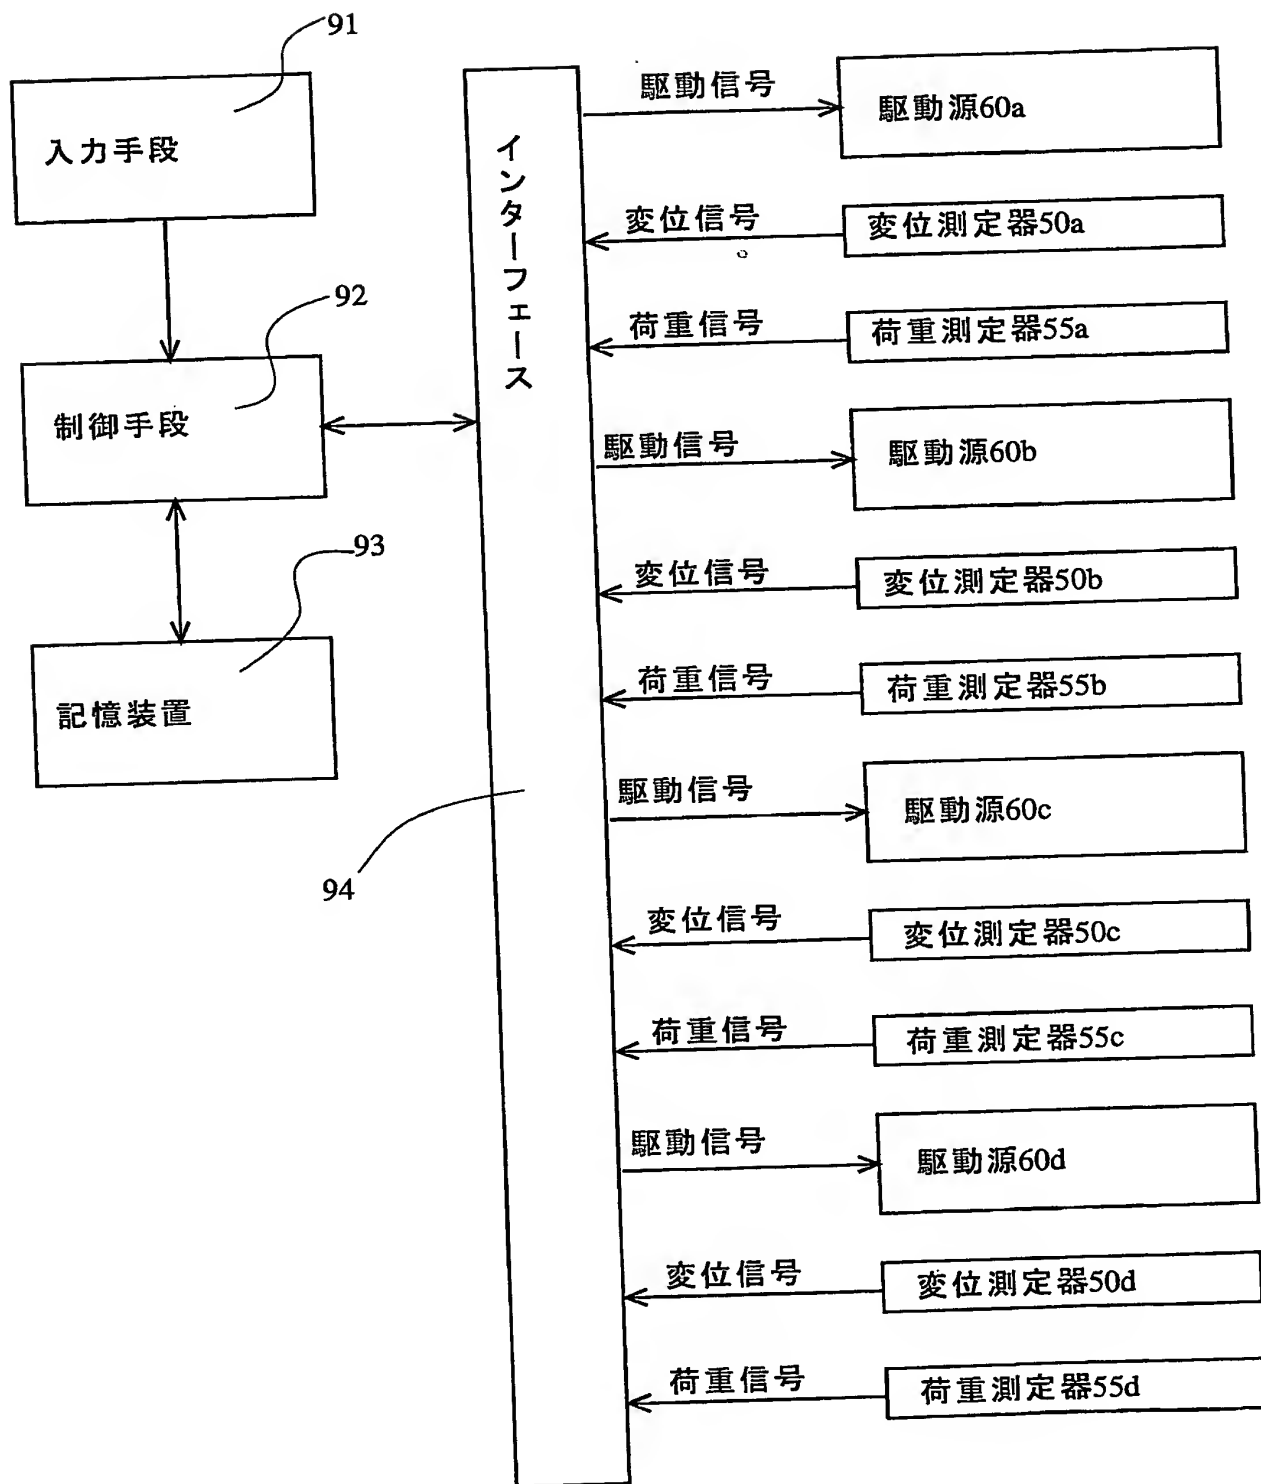 91
入力手段
92
制御手段
93
記憶装置
94
インターフェース
駆動信号
駆動源60a
変位信号
変位測定器50a
荷重信号
荷重測定器55a
駆動信号
駆動源60b
変位信号
変位測定器50b
荷重信号
荷重測定器55b
駆動信号
駆動源60c
変位信号
変位測定器50c
荷重信号
荷重測定器55c
駆動信号
駆動源60d
変位信号
変位測定器50d
荷重信号
荷重測定器55d